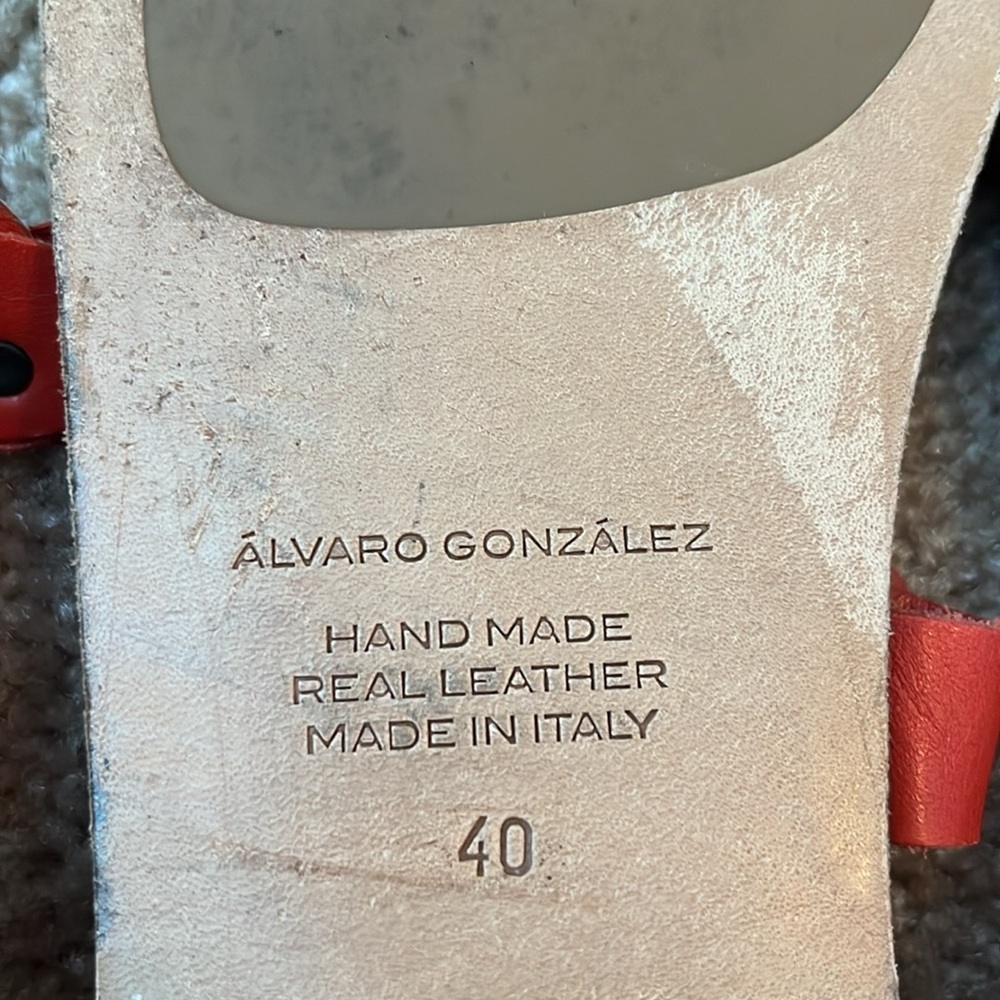 ÁLVARO GONZÁLEZ
HAND MADE
REAL LEATHER
MADE IN ITALY
40